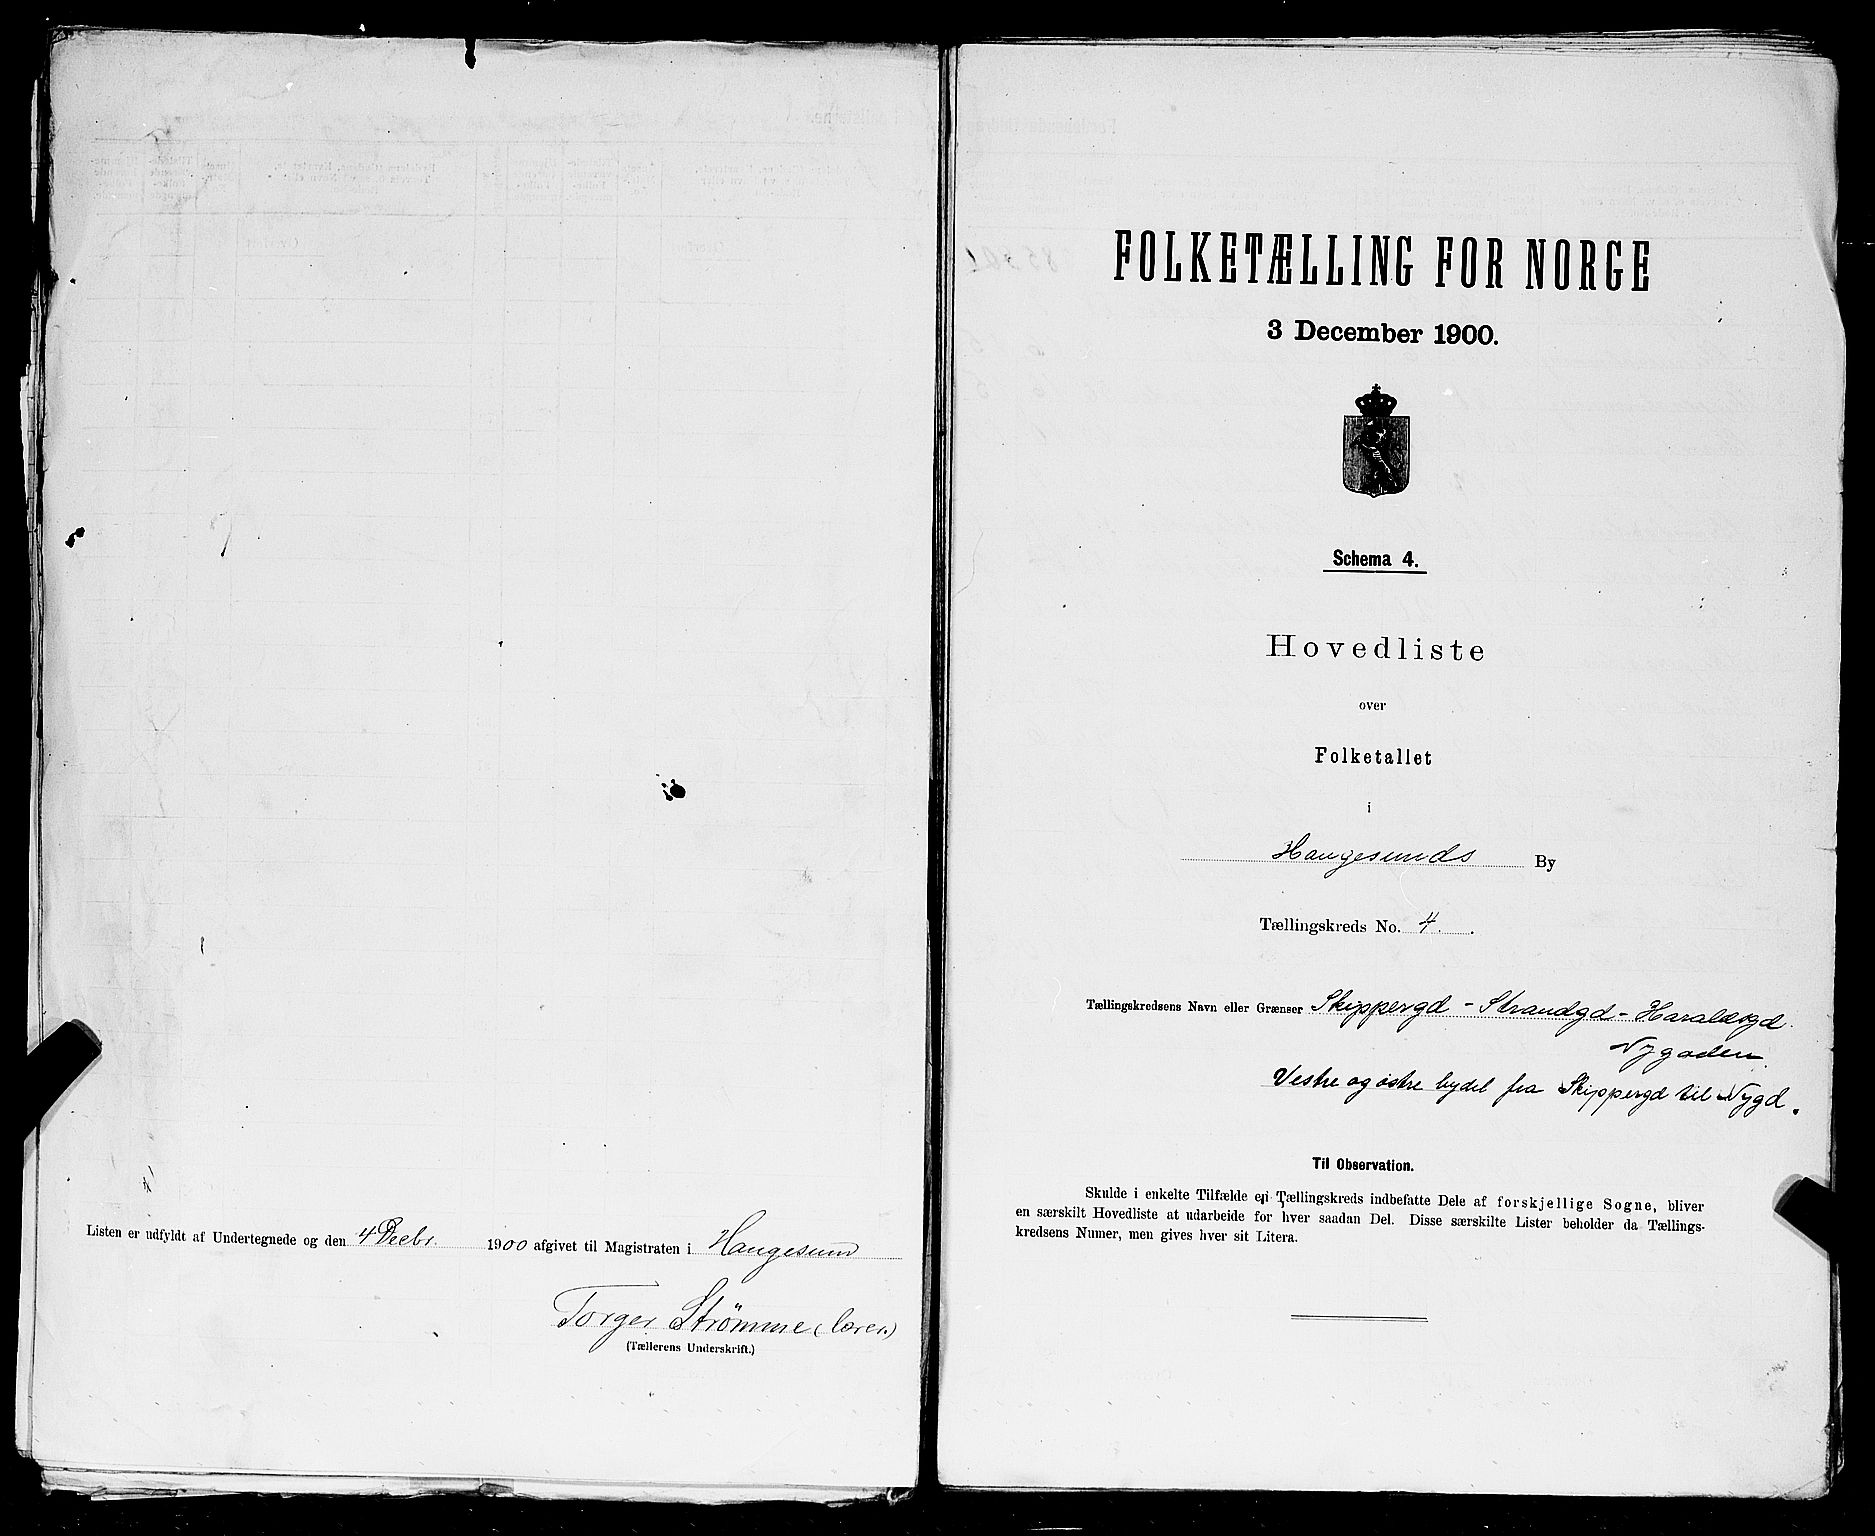 Listen er udfyldt af Undertegnede og den 4 Decbr. 1900 afgivet til Magistraten i Haugesund
Torger Strømme (lærer)
(Tællerens Underskrift.)
FOLKETÆLLING FOR NORGE
3 December 1900.
Schema 4.
Hovedliste
over
Folketallet
i
Haugesunds By
Tællingskreds No. 4.
Tællingskredsens Navn eller Grænser Skippergd - Strandgd - Haraldsgd.
Nygaden.
Vestre og østre bydel fra Skippergd til Nygd.
Til Observation.
Skulde i enkelte Tilfælde en Tællingskreds indbefatte Dele af forskjellige Sogne, bliver
en særskilt Hovedliste at udarbeide for hver saadan Del. Disse særskilte Lister beholder da Tællings-
kredsens Numer, men gives hver sit Litera.